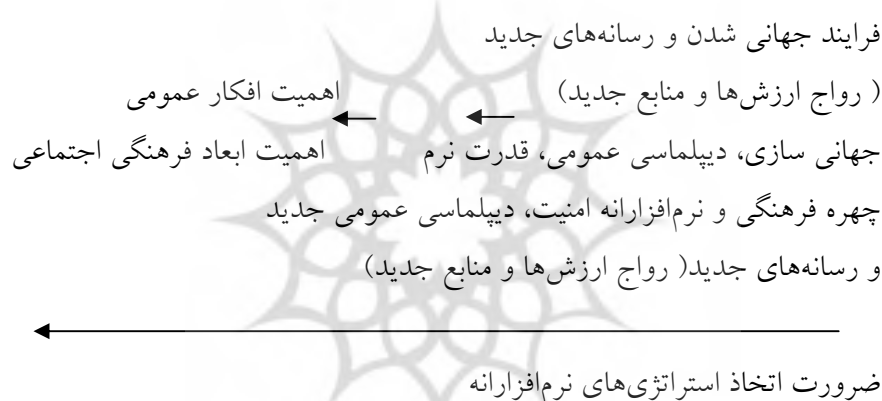 فرایند جهانی شدن و رسانه‌های جدید
( رواج ارزش‌ها و منابع جدید) اهمیت افکار عمومی
جهانی سازی، دیپلماسی عمومی، قدرت نرم اهمیت ابعاد فرهنگی اجتماعی
چهره فرهنگی و نرم‌افزارانه امنیت، دیپلماسی عمومی جدید
و رسانه‌های جدید( رواج ارزش‌ها و منابع جدید)
ضرورت اتخاذ استراتژی‌های نرم‌افزارانه